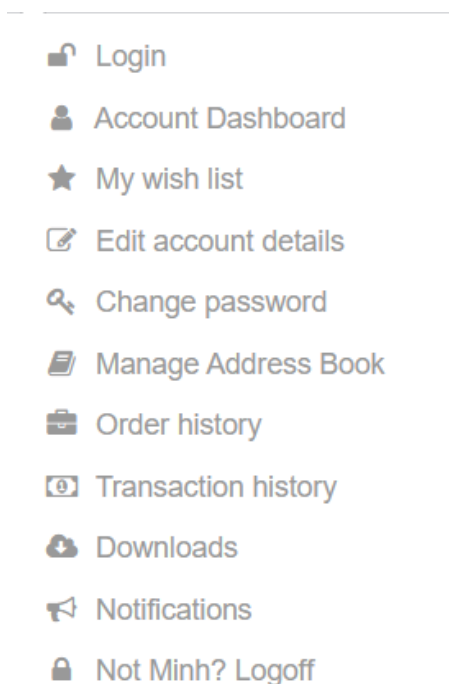 Login
Account Dashboard
My wish list
Edit account details
Change password
Manage Address Book
Order history
Transaction history
Downloads
Notifications
Not Minh? Logoff